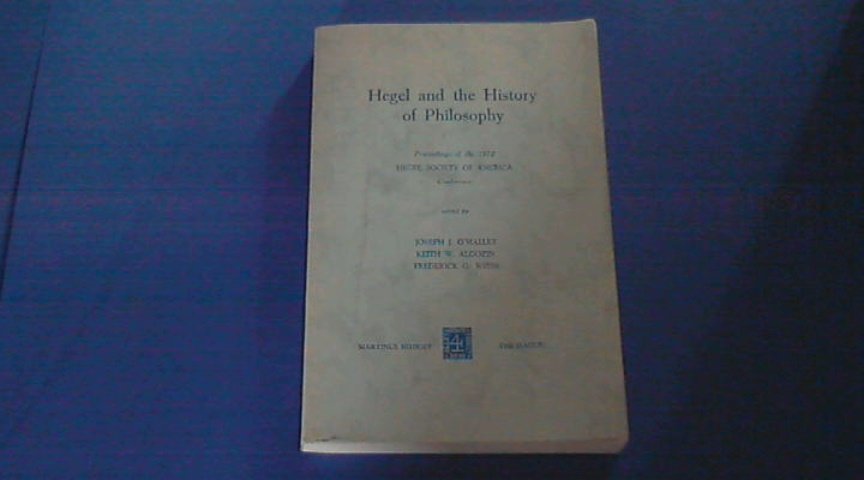 Hegel and the History
of Philosophy
Proceedings of the 1972
HEGEL SOCIETY OF AMERICA
Conference
EDITED BY
JOSEPH J. O'MALLEY
KEITH W. ALGOZIN
FREDERICK G. WEISS
MARTINUS NIJHOFF
THE HAGUE